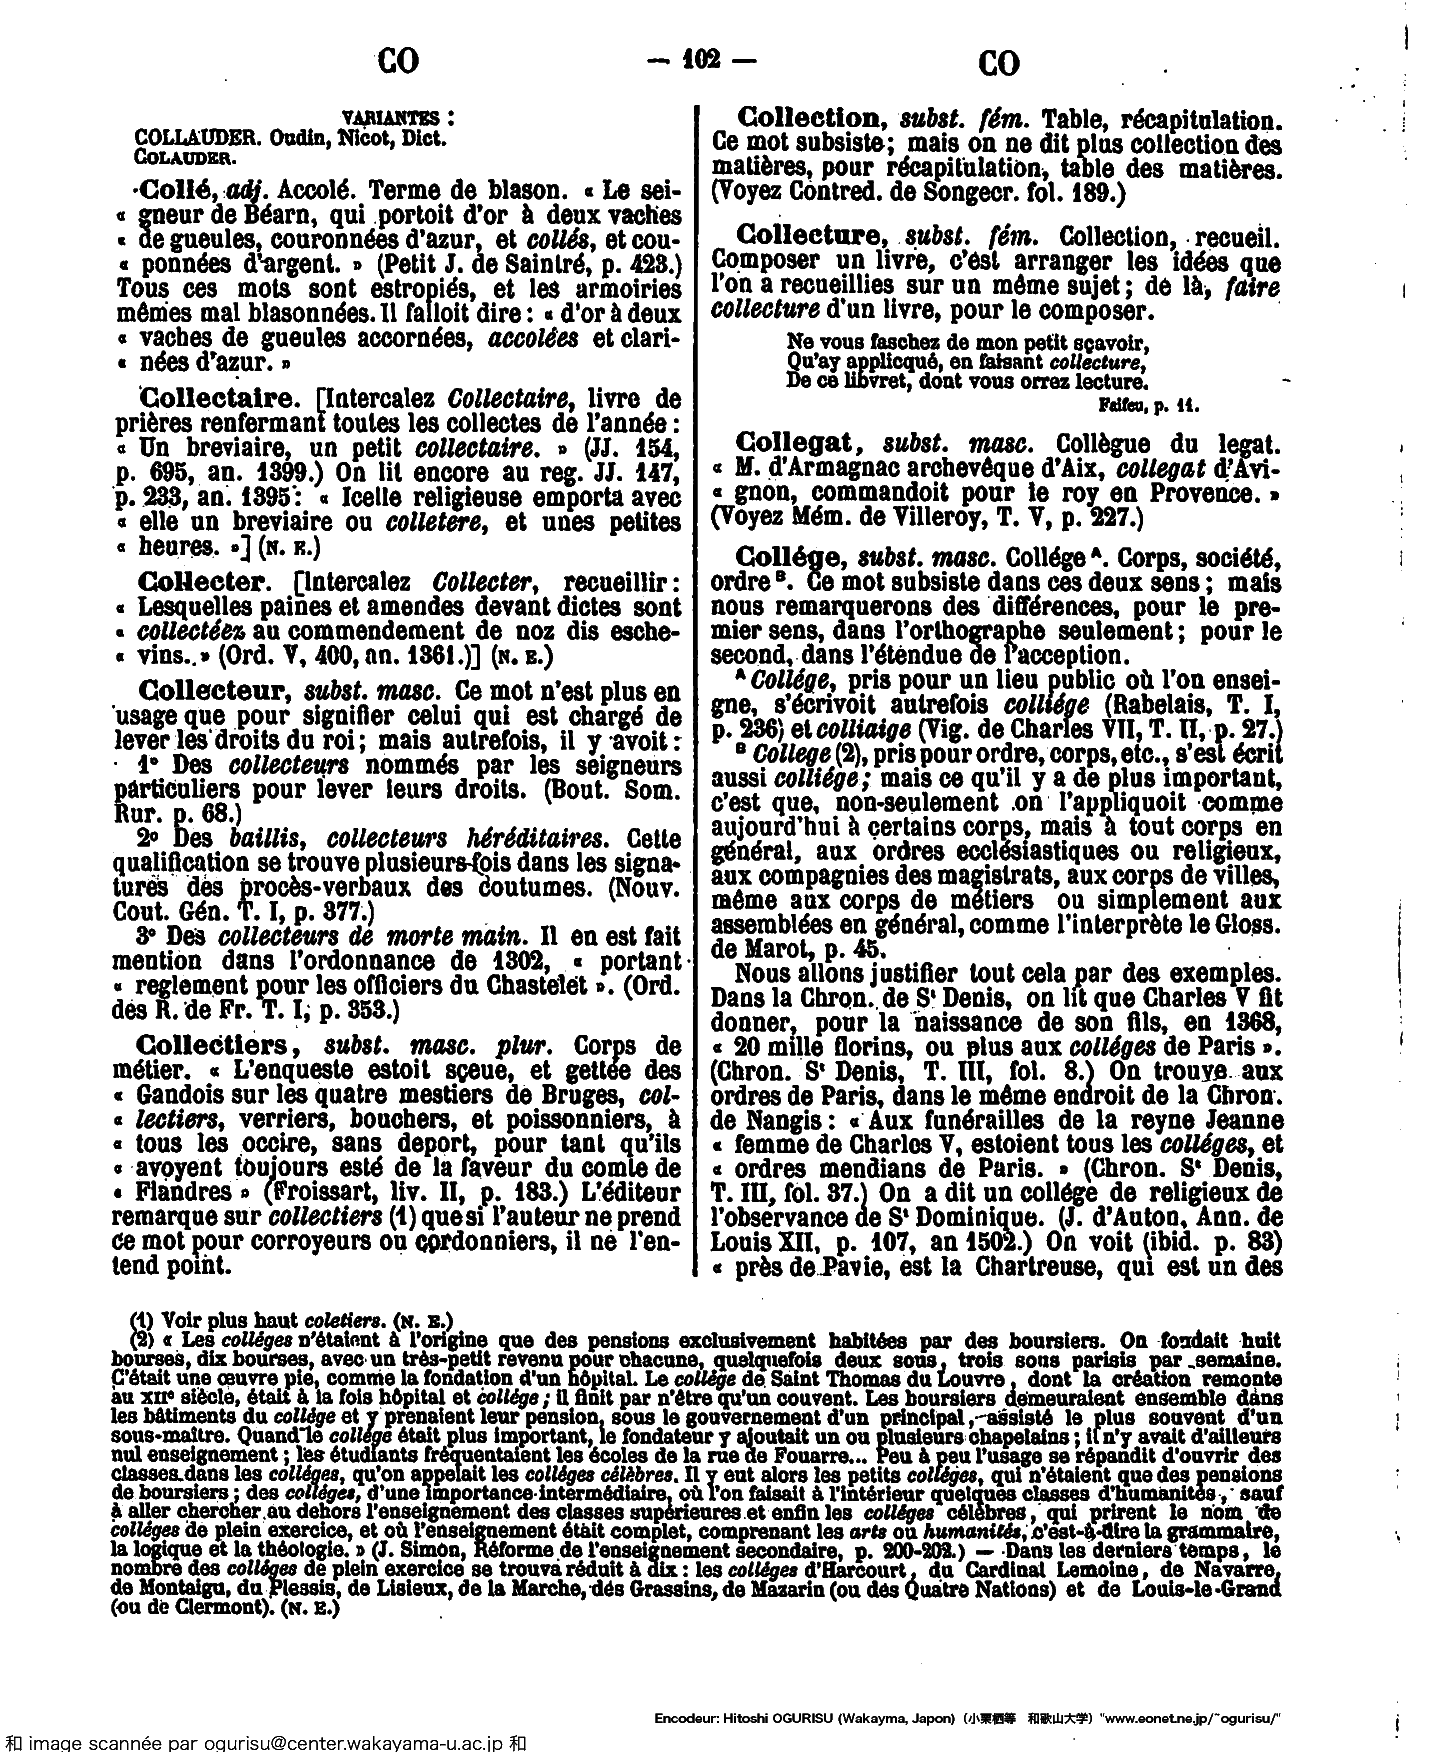 CO
— 102 —
CO
VARIANTES :
COLLAUDER. Oudin, Nicot, Dict.
COLAUDER.
Collé, adj. Accolé. Terme de blason. « Le sei-
« gneur de Béarn, qui portoit d'or à deux vaches
« de gueules, couronnées d'azur, et collés, et cou-
« ponnées d'argent. » (Petit J. de Saintré, p. 423.)
Tous ces mots sont estropiés, et les armoiries
mêmes mal blasonnées. Il falloit dire : « d'or à deux
« vaches de gueules accornées, accolées et clari-
« nées d'azur. »
Collectaire. [Intercalez Collectaire, livre de
prières renfermant toutes les collectes de l'année :
« Un breviaire, un petit collectaire. » (JJ. 154,
p. 695, an. 1399.) On lit encore au reg. JJ. 147,
p. 233, an. 1395 : « Icelle religieuse emporta avec
« elle un breviaire ou colletere, et unes petites
« heures. »] (N. E.)
Collecter. [Intercalez Collecter, recueillir :
« Lesquelles paines et amendes devant dictes sont
« collectéez au commendement de noz dis esche-
« vins.. » (Ord. V, 400, an. 1361.)] (N. E.)
Collecteur, subst. masc. Ce mot n'est plus en
usage que pour signifier celui qui est chargé de
lever les droits du roi ; mais autrefois, il y avoit :
1° Des collecteurs nommés par les seigneurs
particuliers pour lever leurs droits. (Bout. Som.
Rur. p. 68.)
2° Des baillis, collecteurs héréditaires. Cette
qualification se trouve plusieurs fois dans les signa-
tures des procès-verbaux des coutumes. (Nouv.
Cout. Gén. T. I, p. 377.)
3° Des collecteurs de morte main. Il en est fait
mention dans l'ordonnance de 1302, « portant
« reglement pour les officiers du Chastelet ». (Ord.
des R. de Fr. T. I, p. 353.)
Collectiers, subst. masc. plur. Corps de
métier. « L'enqueste estoit sçeue, et gettée des
« Gandois sur les quatre mestiers de Bruges, col-
« lectiers, verriers, bouchers, et poissonniers, à
« tous les occire, sans deport, pour tant qu'ils
« avoyent toujours esté de la faveur du comte de
« Flandres » (Froissart, liv. II, p. 183.) L'éditeur
remarque sur collectiers (1) que si l'auteur ne prend
ce mot pour corroyeurs ou cordonniers, il ne l'en-
tend point.
Collection, subst. fém. Table, récapitulation.
Ce mot subsiste ; mais on ne dit plus collection des
matières, pour récapitulation, table des matières.
(Voyez Contred. de Songecr. fol. 189.)
Collecture, subst. fém. Collection, recueil.
Composer un livre, c'est arranger les idées que
l'on a recueillies sur un même sujet ; de là, faire
collecture d'un livre, pour le composer.
Ne vous faschez de mon petit sçavoir,
Qu'ay applicqué, en faisant collecture,
De ce libvret, dont vous orrez lecture.
Faifeu, p. 11.
Collegat, subst. masc. Collègue du legat.
« M. d'Armagnac archevêque d'Aix, collegat d'Avi-
« gnon, commandoit pour le roy en Provence. »
(Voyez Mém. de Villeroy, T. V, p. 227.)
Collége, subst. masc. Collége A. Corps, société,
ordre B. Ce mot subsiste dans ces deux sens ; mais
nous remarquerons des différences, pour le pre-
mier sens, dans l'orthographe seulement ; pour le
second, dans l'étendue de l'acception.
A Collége, pris pour un lieu public où l'on ensei-
gne, s'écrivoit autrefois colliége (Rabelais, T. I,
p. 236) et colliaige (Vig. de Charles VII, T. II, p. 27.)
B College (2), pris pour ordre, corps, etc., s'est écrit
aussi colliége ; mais ce qu'il y a de plus important,
c'est que, non-seulement on l'appliquoit comme
aujourd'hui à certains corps, mais à tout corps en
général, aux ordres ecclésiastiques ou religieux,
aux compagnies des magistrats, aux corps de villes,
même aux corps de métiers ou simplement aux
assemblées en général, comme l'interprète le Gloss.
de Marot, p. 45.
Nous allons justifier tout cela par des exemples.
Dans la Chron. de St Denis, on lit que Charles V fit
donner, pour la naissance de son fils, en 1368,
« 20 mille florins, ou plus aux colléges de Paris ».
(Chron. St Denis, T. III, fol. 8.) On trouve aux
ordres de Paris, dans le même endroit de la Chron.
de Nangis : « Aux funérailles de la reyne Jeanne
« femme de Charles V, estoient tous les colléges, et
« ordres mendians de Paris. » (Chron. St Denis,
T. III, fol. 37.) On a dit un collége de religieux de
l'observance de St Dominique. (J. d'Auton, Ann. de
Louis XII, p. 107, an 1502.) On voit (ibid. p. 83)
« près de Pavie, est la Chartreuse, qui est un des
(1) Voir plus haut coletiers. (N. E.)
(2) « Les colléges n'étaient à l'origine que des pensions exclusivement habitées par des boursiers. On fondait huit
bourses, dix bourses, avec un très-petit revenu pour chacune, quelquefois deux sous, trois sous parisis par semaine.
C'était une œuvre pie, comme la fondation d'un hôpital. Le collége de Saint Thomas du Louvre, dont la création remonte
au XIIe siècle, était à la fois hôpital et collége ; il finit par n'être qu'un couvent. Les boursiers demeuraient ensemble dans
les bâtiments du collége et y prenaient leur pension, sous le gouvernement d'un principal, assisté le plus souvent d'un
sous-maître. Quand le collége était plus important, le fondateur y ajoutait un ou plusieurs chapelains ; il n'y avait d'ailleurs
nul enseignement ; les étudiants fréquentaient les écoles de la rue de Fouarre... Peu à peu l'usage se répandit d'ouvrir des
classes dans les colléges, qu'on appelait les colléges célèbres. Il y eut alors les petits colléges, qui n'étaient que des pensions
de boursiers ; des colléges, d'une importance intermédiaire, où l'on faisait à l'intérieur quelques classes d'humanités, sauf
à aller chercher au dehors l'enseignement des classes supérieures et enfin les colléges célèbres, qui prirent le nom de
colléges de plein exercice, et où l'enseignement était complet, comprenant les arts ou humanités, c'est-à-dire la grammaire,
la logique et la théologie. » (J. Simon, Réforme de l'enseignement secondaire, p. 200-202.) — Dans les derniers temps, le
nombre des colléges de plein exercice se trouva réduit à dix : les colléges d'Harcourt, du Cardinal Lemoine, de Navarre,
de Montaigu, du Plessis, de Lisieux, de la Marche, des Grassins, de Mazarin (ou des Quatre Nations) et de Louis-le-Grand
(ou de Clermont). (N. E.)
Encodeur: Hitoshi OGURISU (Wakayma, Japon) (小栗栖等 和歌山大学) "www.eonet.ne.jp/~ogurisu/"
和 image scannée par ogurisu@center.wakayama-u.ac.jp 和